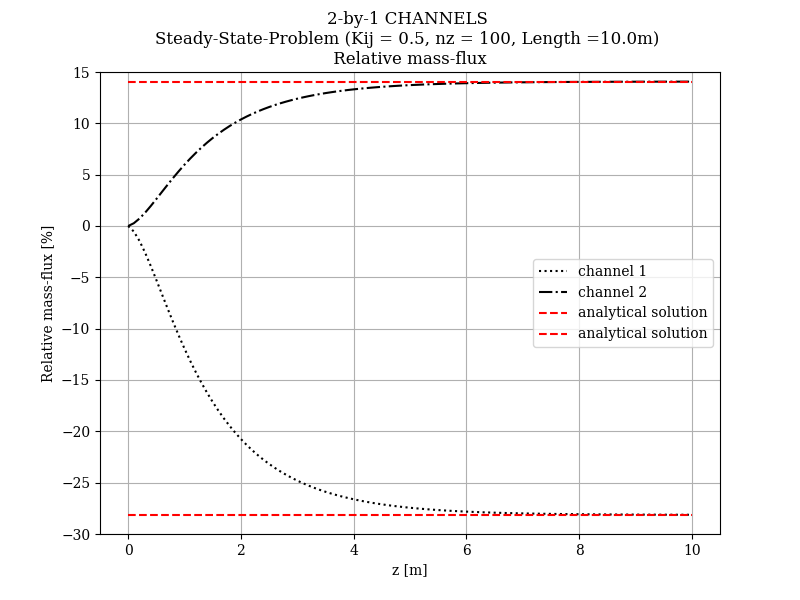 2-by-1 CHANNELS
Steady-State-Problem (Kij = 0.5, nz = 100, Length =10.0m)
Relative mass-flux
15
10
5
0
−5
−10
−15
−20
−25
−30
Relative mass-flux [%]
channel 1
channel 2
analytical solution
analytical solution
0 2 4 6 8 10
z [m]